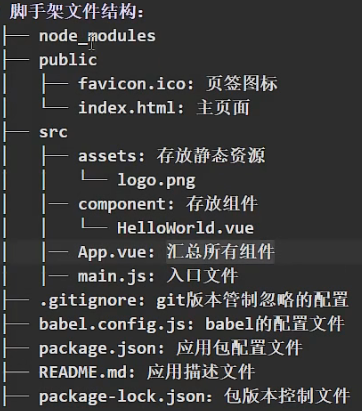 脚手架文件结构:
├── node_modules
├── public
│   ├── favicon.ico: 页签图标
│   └── index.html: 主页面
├── src
│   ├── assets: 存放静态资源
│   │   └── logo.png
│   │── component: 存放组件
│   │   └── HelloWorld.vue
│   │── App.vue: 汇总所有组件
│   │── main.js: 入口文件
├── .gitignore: git版本管制忽略的配置
├── babel.config.js: babel的配置文件
├── package.json: 应用包配置文件
├── README.md: 应用描述文件
├── package-lock.json: 包版本控制文件